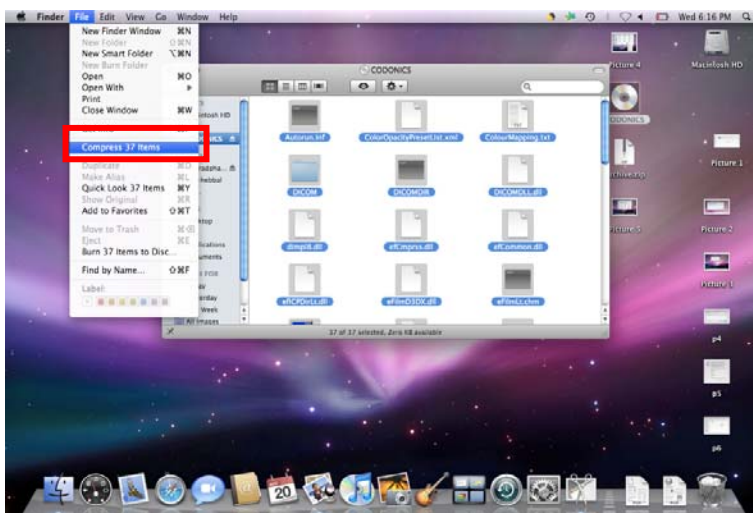 Finder File Edit View Go Window Help Wed 6:16 PM
New Finder Window ⌘N
New Folder ⇧⌘N
New Smart Folder ⌥⌘N
New Burn Folder
Open ⌘O
Open With
Print
Close Window ⌘W
Compress 37 Items
Duplicate ⌘D
Make Alias ⌘L
Quick Look 37 Items ⌘Y
Show Original ⌘R
Add to Favorites ⇧⌘T
Move to Trash ⌘⌫
Eject ⌘E
Burn 37 Items to Disc...
Find by Name... ⇧⌘F
Label:
CODONICS
Autorun.inf ColorOpacityPresetList.xml ColourMapping.txt
DICOM DICOMDIR DICOMDLL.dll
dimpl8.dll efCmprss.dll efCommon.dll
efICPDirLt.dll eFilmD3DX.dll eFilmLt.chm
All Images
37 of 37 selected, Zero KB available
Picture 4 Macintosh HD
CODONICS
Picture 1
Picture 5 Picture 2
Picture 3
p4
p5
p6
20